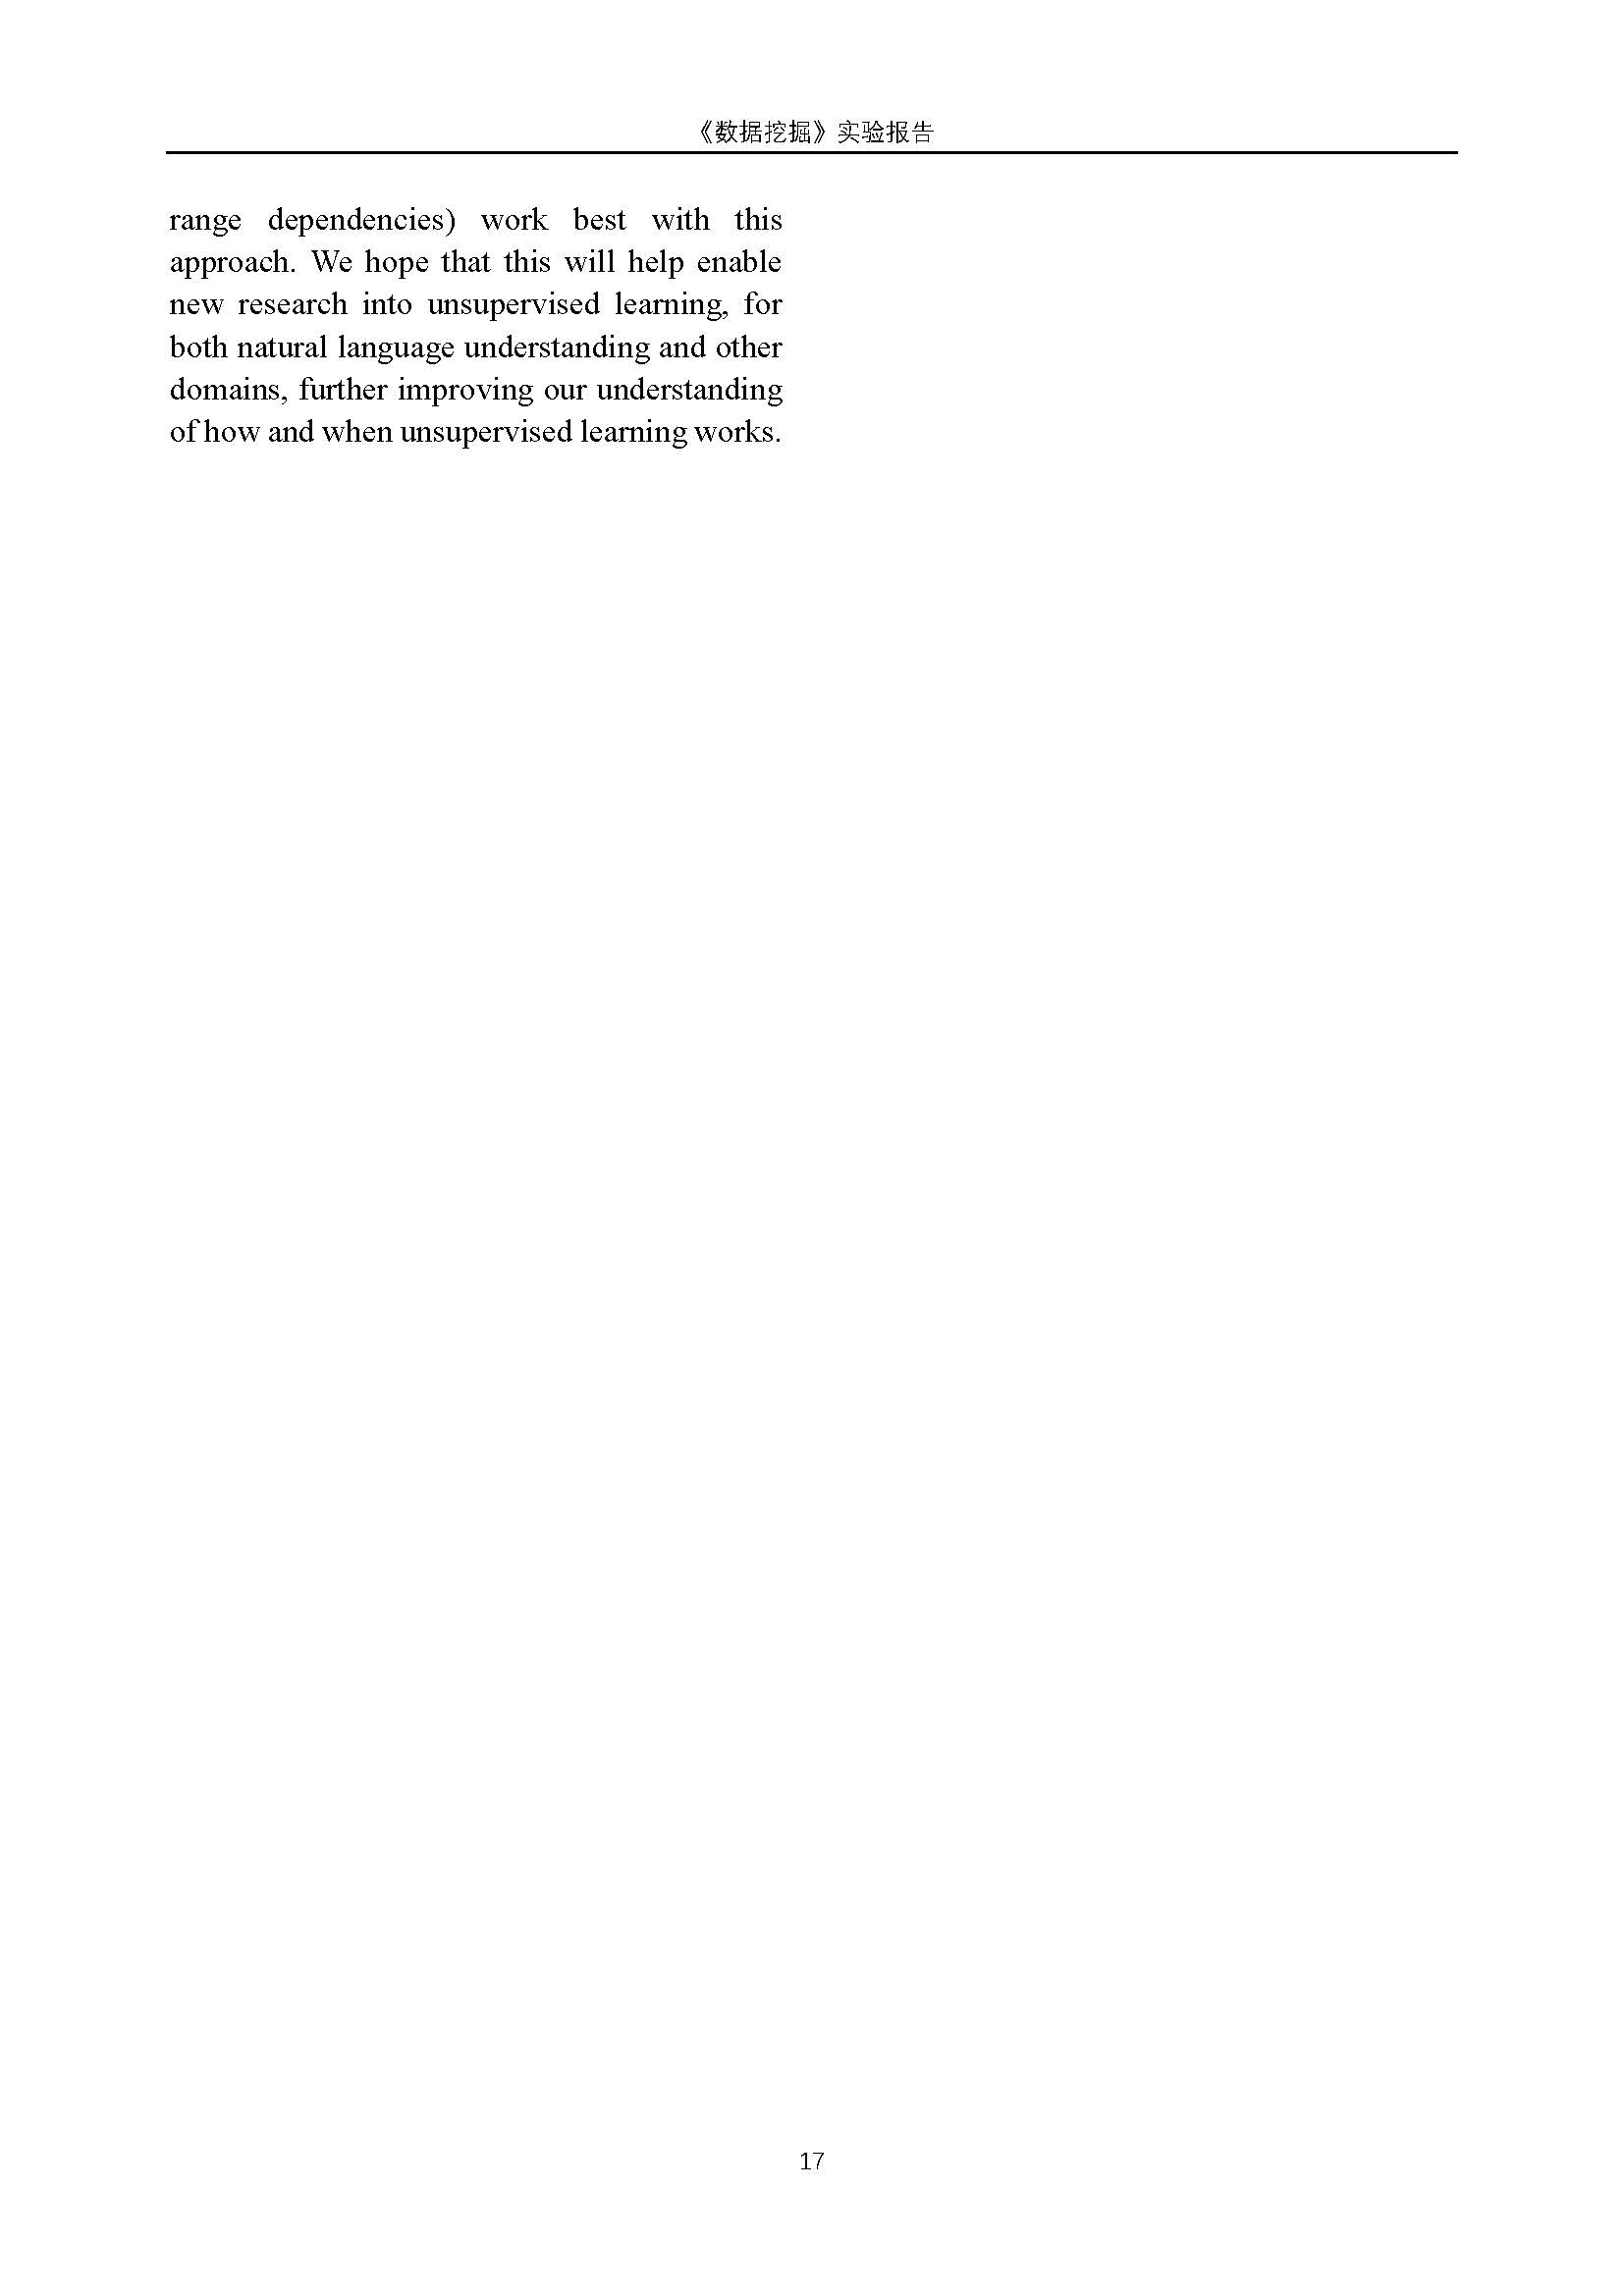 《数据挖掘》实验报告
range dependencies) work best with this
approach. We hope that this will help enable
new research into unsupervised learning, for
both natural language understanding and other
domains, further improving our understanding
of how and when unsupervised learning works.
17